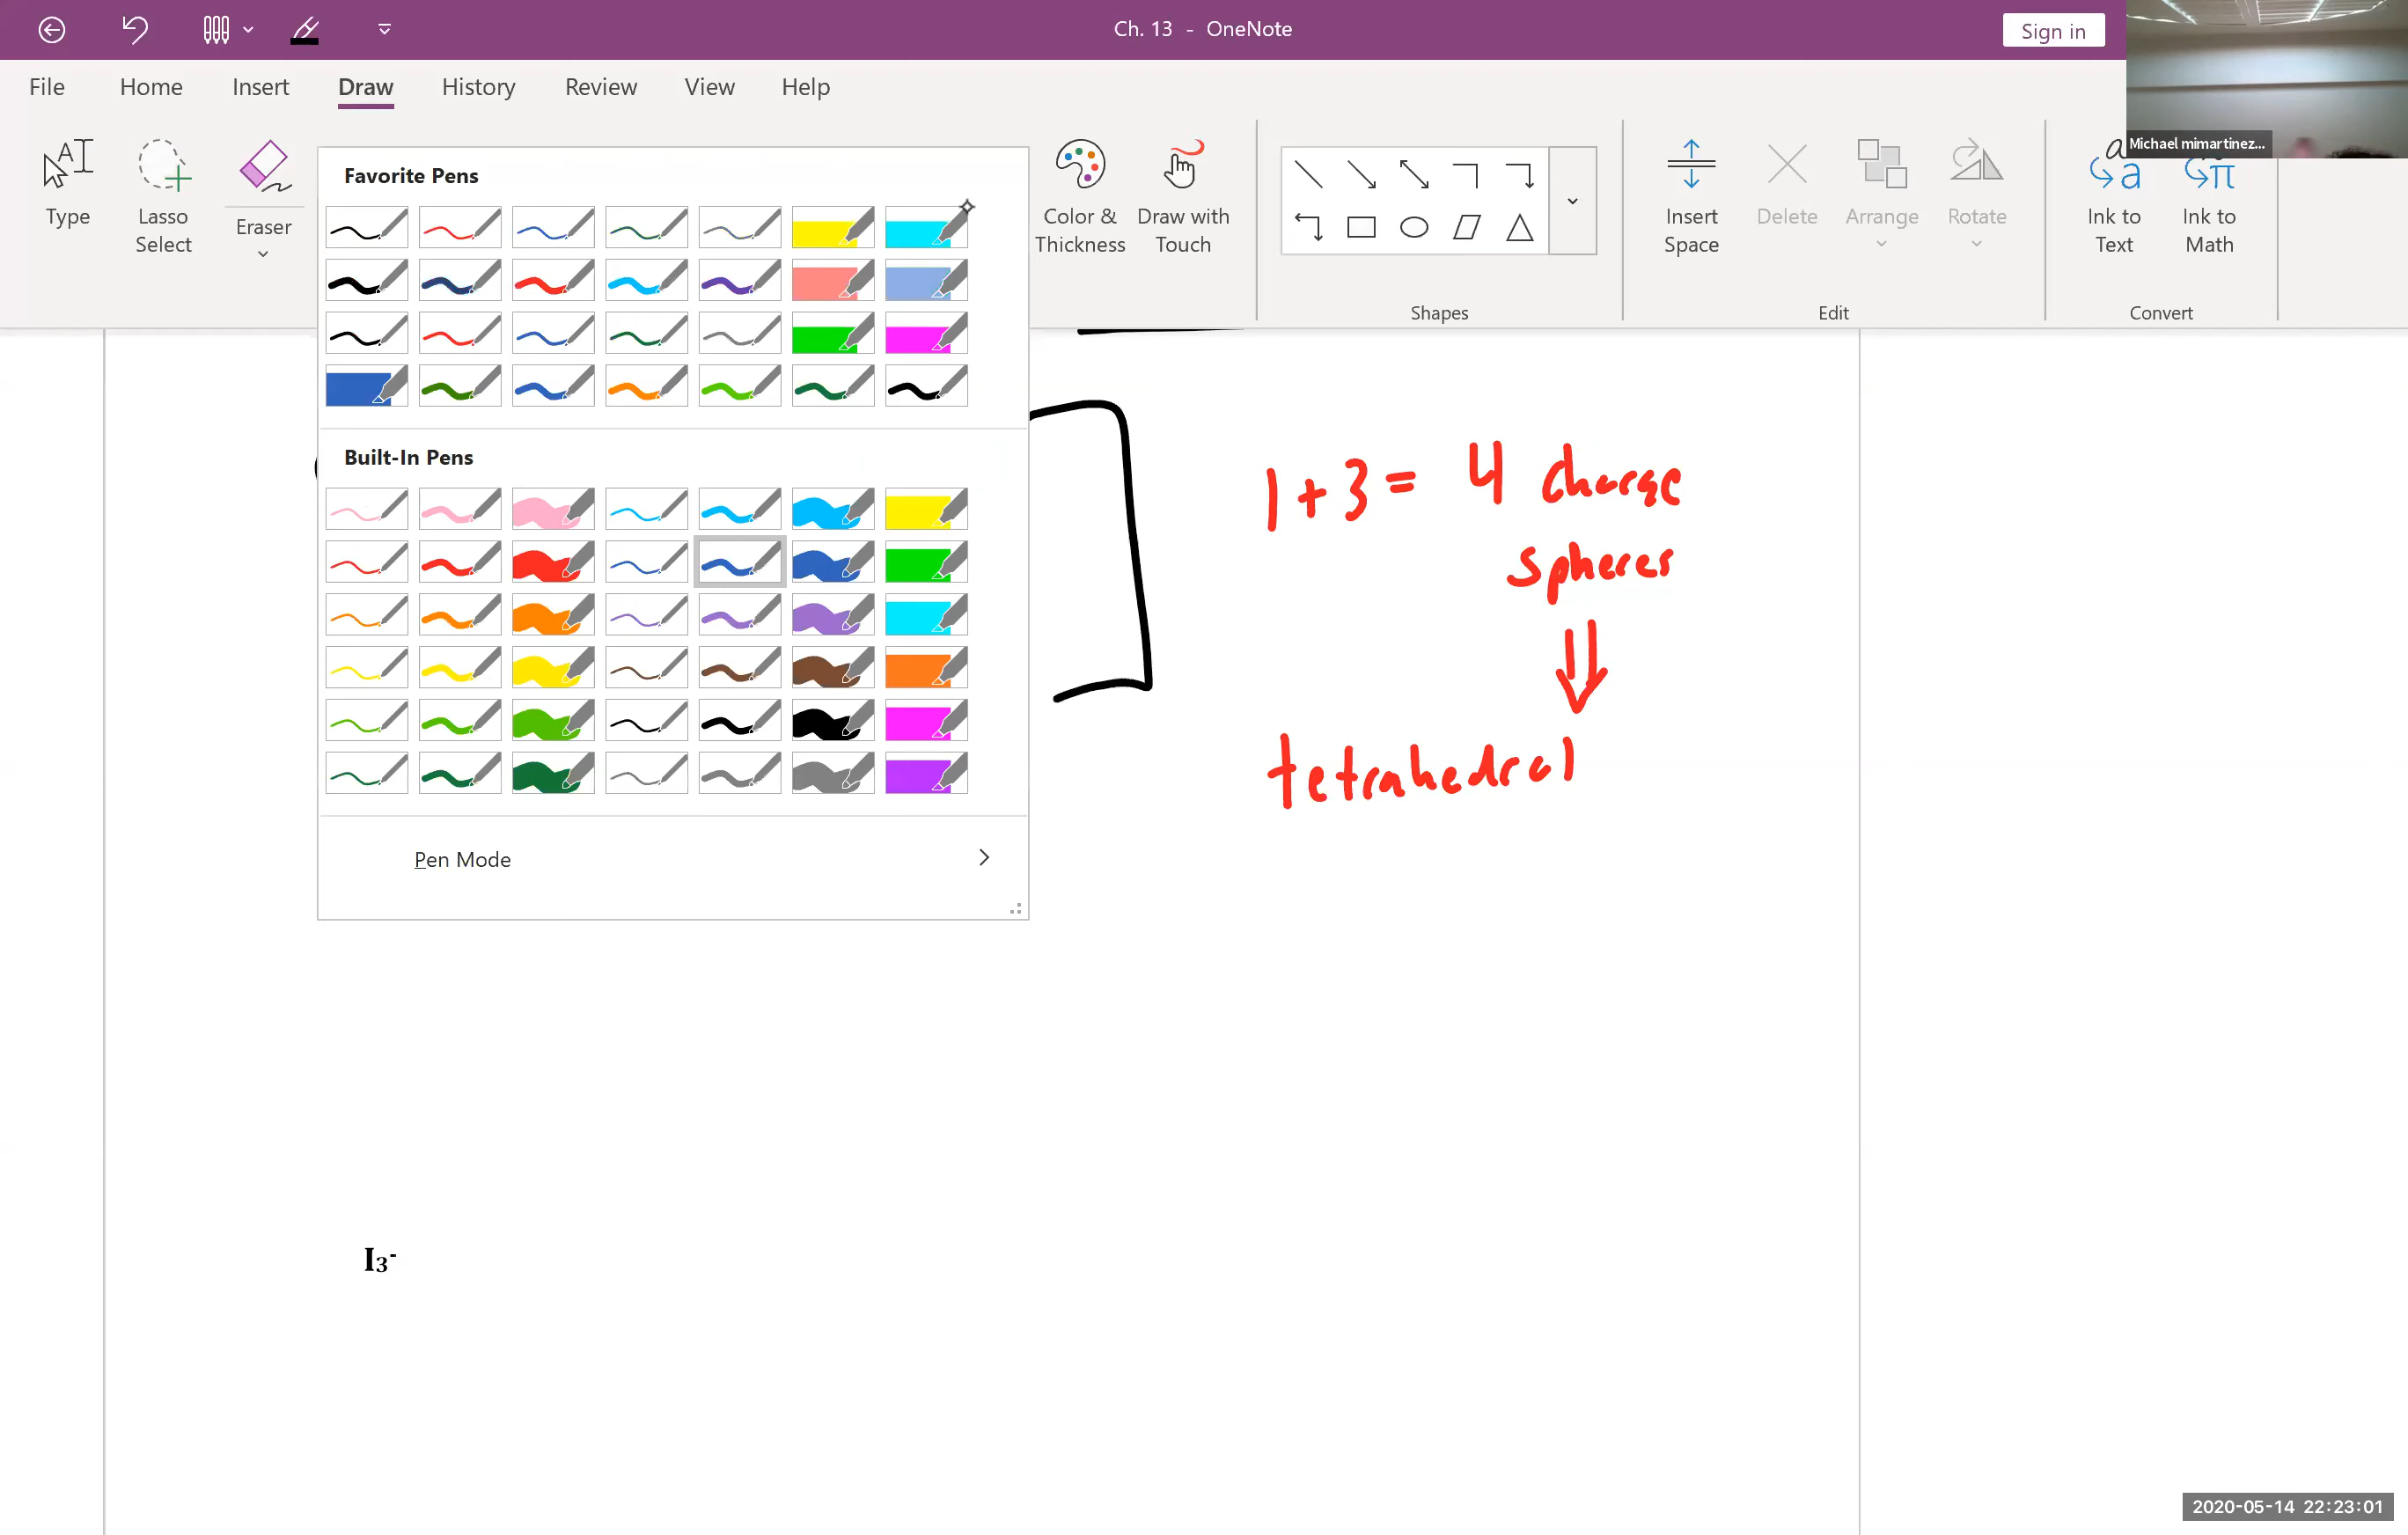 Ch. 13 - OneNote
Sign in
File Home Insert Draw History Review View Help
Michael mimartinez...
Type
Lasso Select
Eraser
Favorite Pens
Color & Thickness
Draw with Touch
Insert Space
Delete
Arrange
Rotate
Ink to Text
Ink to Math
Shapes
Edit
Convert
Built-In Pens
Pen Mode
1 + 3 = 4 charge
spheres
tetrahedral
I₃⁻
2020-05-14 22:23:01